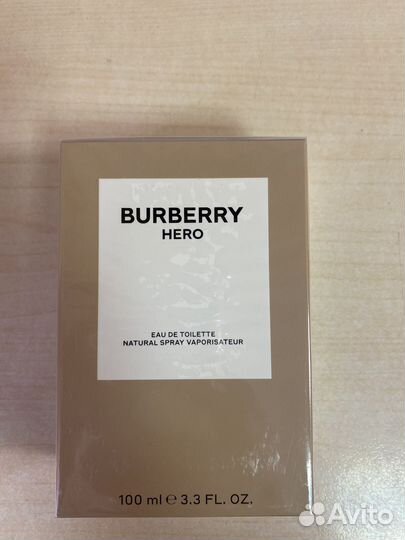 BURBERRY
HERO
EAU DE TOILETTE
NATURAL SPRAY VAPORISATEUR
100 ml ℮ 3.3 FL. OZ.
Avito